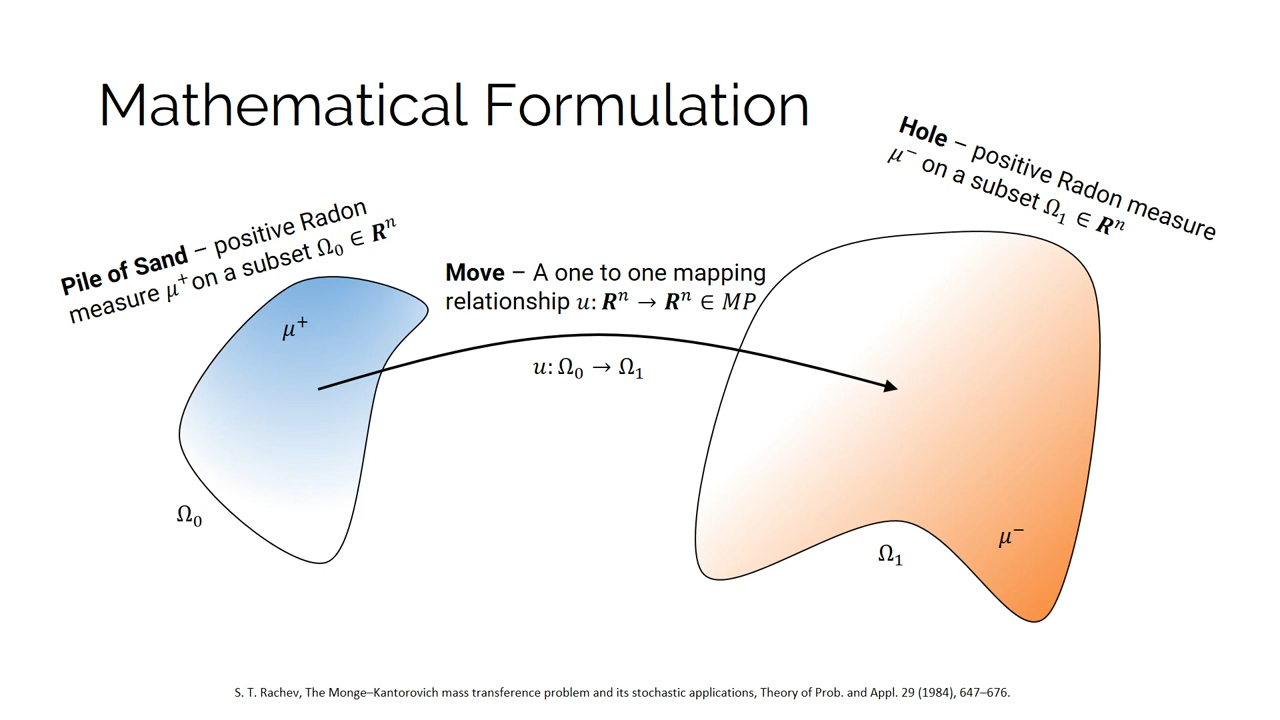 Mathematical Formulation
Hole – positive Radon measure
μ⁻ on a subset Ω₁ ∈ 𝑹ⁿ
Pile of Sand – positive Radon
measure μ⁺ on a subset Ω₀ ∈ 𝑹ⁿ
Move – A one to one mapping
relationship 𝑢: 𝑹ⁿ → 𝑹ⁿ ∈ 𝑀𝑃
μ⁺
𝑢: Ω₀ → Ω₁
Ω₀
μ⁻
Ω₁
S. T. Rachev, The Monge–Kantorovich mass transference problem and its stochastic applications, Theory of Prob. and Appl. 29 (1984), 647–676.